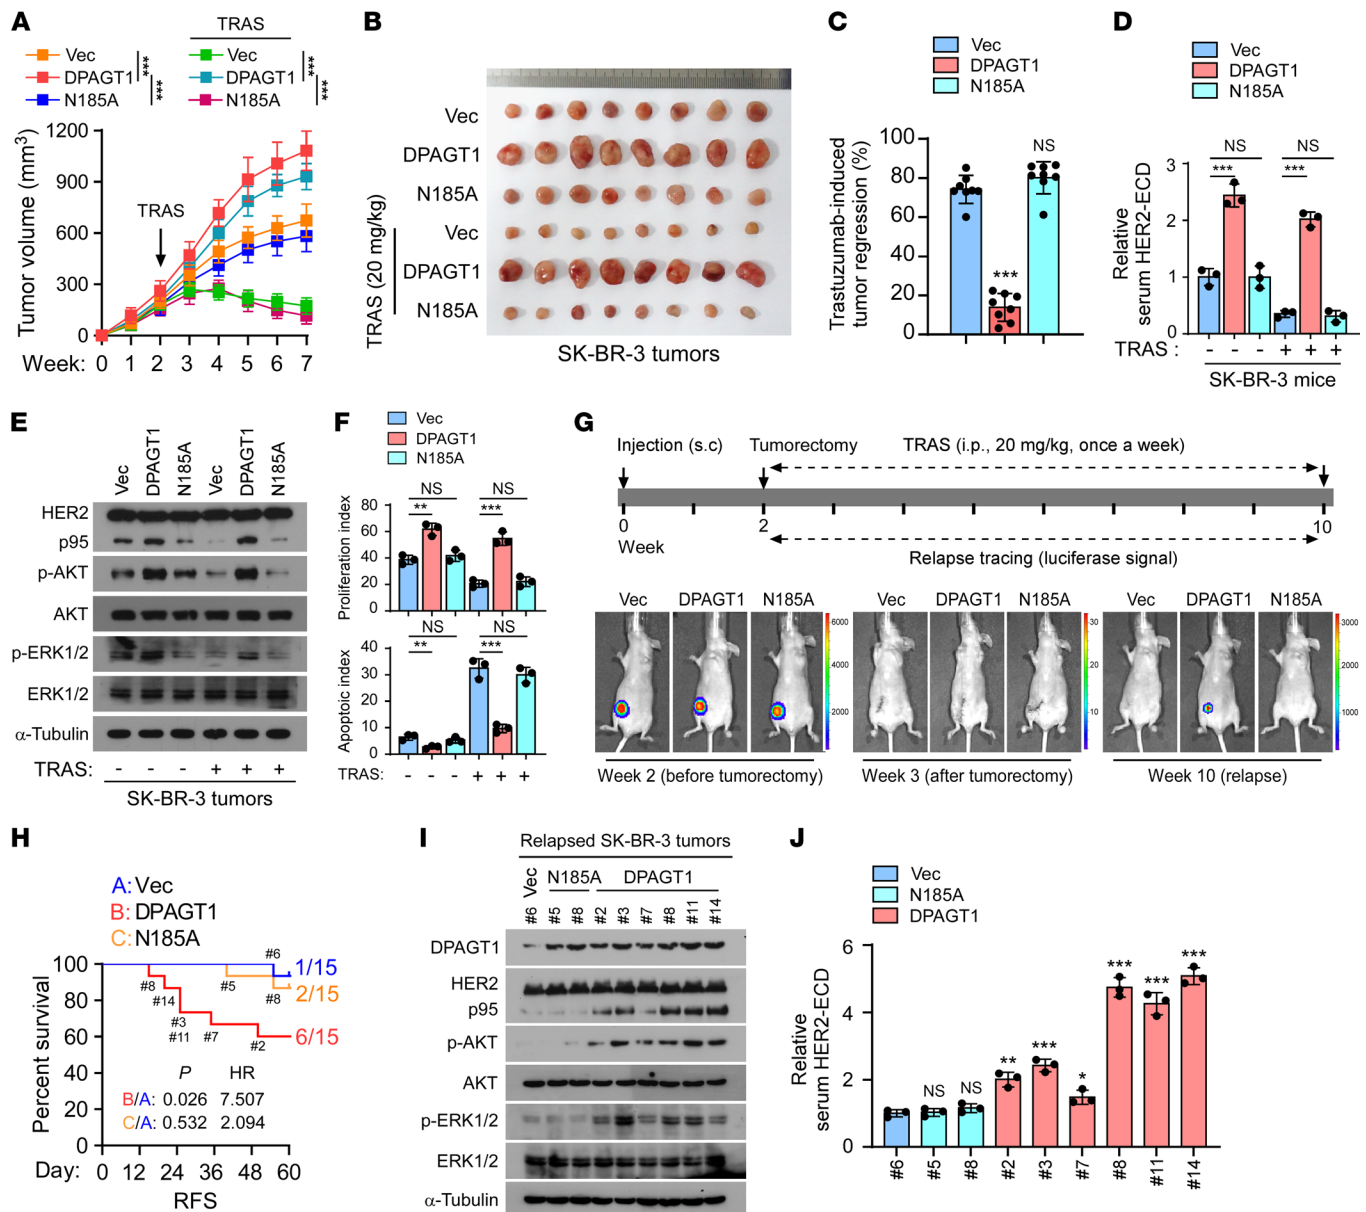 A
TRAS
Vec
DPAGT1
N185A
***
***
Vec
DPAGT1
N185A
***
***
Tumor volume (mm³)
1200
900
600
300
0
TRAS
Week: 0 1 2 3 4 5 6 7
B
Vec
DPAGT1
N185A
Vec
DPAGT1
N185A
TRAS (20 mg/kg)
SK-BR-3 tumors
C
Vec
DPAGT1
N185A
Trastuzumab-induced
tumor regression (%)
100
80
60
40
20
0
***
NS
D
Vec
DPAGT1
N185A
Relative
serum HER2-ECD
3
2
1
0
NS
***
NS
***
TRAS : - - - + + +
SK-BR-3 mice
E
Vec DPAGT1 N185A Vec DPAGT1 N185A
HER2
p95
p-AKT
AKT
p-ERK1/2
ERK1/2
α-Tubulin
TRAS: - - - + + +
SK-BR-3 tumors
F
Vec
DPAGT1
N185A
Proliferation index
80
60
40
20
0
NS
**
NS
***
Apoptoic index
40
30
20
10
0
NS
**
NS
***
TRAS: - - - + + +
G
Injection (s.c)
Tumorectomy
TRAS (i.p., 20 mg/kg, once a week)
0 2 10
Week
Relapse tracing (luciferase signal)
Vec DPAGT1 N185A
6000
4000
2000
Week 2 (before tumorectomy)
Vec DPAGT1 N185A
30
20
10
Week 3 (after tumorectomy)
Vec DPAGT1 N185A
3000
2000
1000
Week 10 (relapse)
H
A: Vec
B: DPAGT1
C: N185A
Percent survival
100
80
60
40
20
0
#6
1/15
#5
#8
2/15
#8
#14
#3
#11
#7
#2
6/15
P HR
B/A: 0.026 7.507
C/A: 0.532 2.094
Day: 0 12 24 36 48 60
RFS
I
Relapsed SK-BR-3 tumors
Vec N185A DPAGT1
#6 #5 #8 #2 #3 #7 #8 #11 #14
DPAGT1
HER2
p95
p-AKT
AKT
p-ERK1/2
ERK1/2
α-Tubulin
J
Vec
N185A
DPAGT1
Relative
serum HER2-ECD
6
4
2
0
NS NS ** *** * *** *** ***
#6 #5 #8 #2 #3 #7 #8 #11 #14